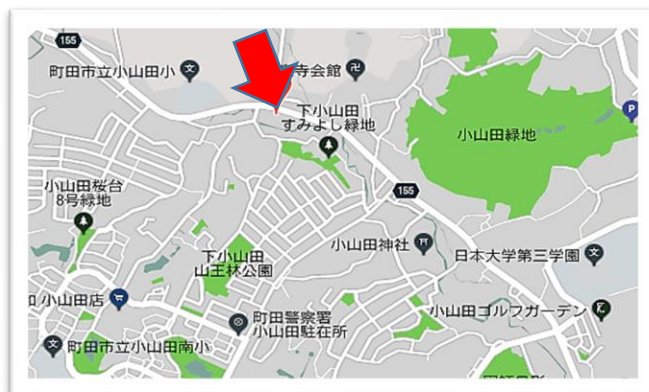 155
町田市立小山田小
寺会館
下小山田
すみよし緑地
小山田緑地
P
小山田桜台
8号緑地
155
下小山田
山王林公園
小山田神社
日本大学第三学園
小山田店
町田警察署
小山田駐在所
小山田ゴルフガーデン
町田市立小山田南小